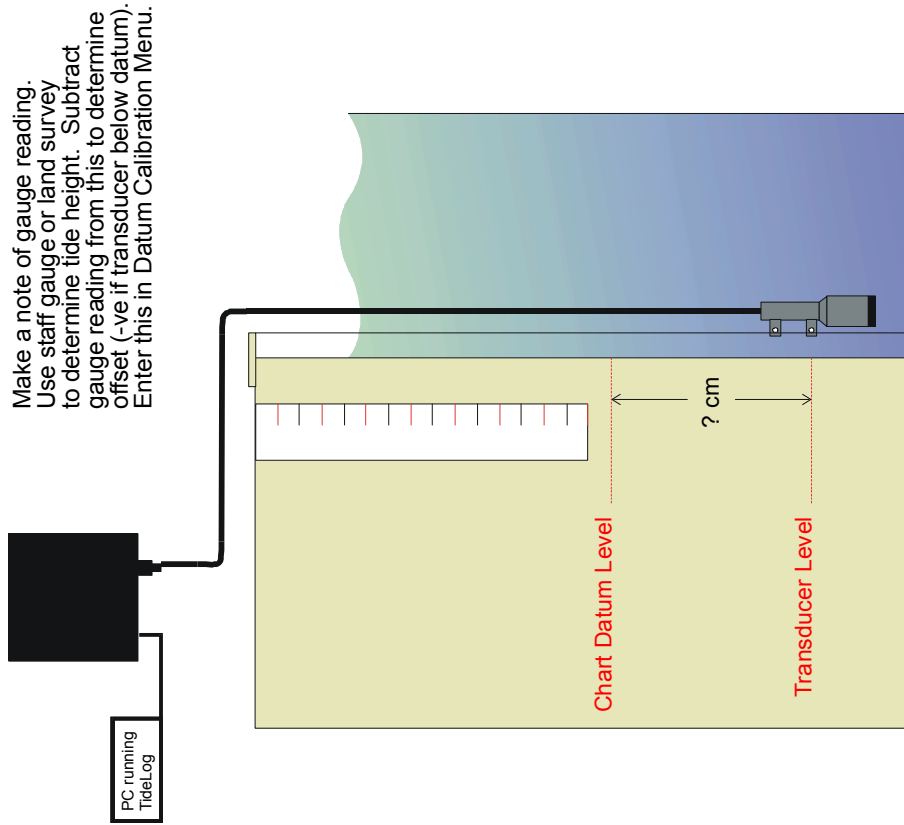 Make a note of gauge reading.
Use staff gauge or land survey
to determine tide height. Subtract
gauge reading from this to determine
offset (-ve if transducer below datum).
Enter this in Datum Calibration Menu.
PC running
TideLog
? cm
Chart Datum Level
Transducer Level